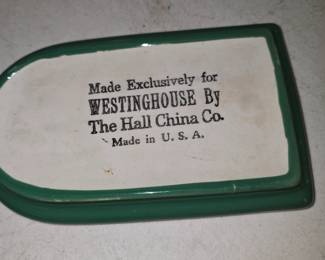 Made Exclusively for
WESTINGHOUSE By
The Hall China Co.
Made in U. S. A.